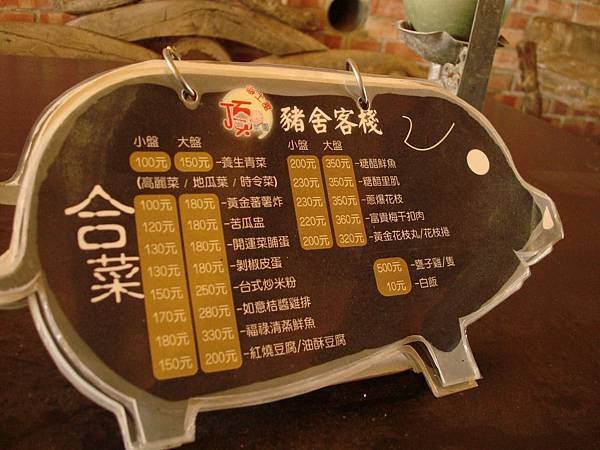 頂
豬舍客棧
合菜
小盤 大盤
100元 150元-養生青菜
(高麗菜 / 地瓜菜 / 時令菜)
100元 180元-黃金蕃薯炸
120元 180元-苦瓜盅
130元 180元-開運菜脯蛋
130元 180元-剝椒皮蛋
150元 250元-台式炒米粉
170元 280元-如意桔醬雞排
180元 330元-福祿清蒸鮮魚
150元 200元-紅燒豆腐/油酥豆腐
小盤 大盤
200元 350元-糖醋鮮魚
230元 350元-糖醋里肌
230元 350元-蔥爆花枝
220元 360元-富貴梅干扣肉
200元 320元-黃金花枝丸/花枝捲
500元-甕子雞/隻
10元-白飯